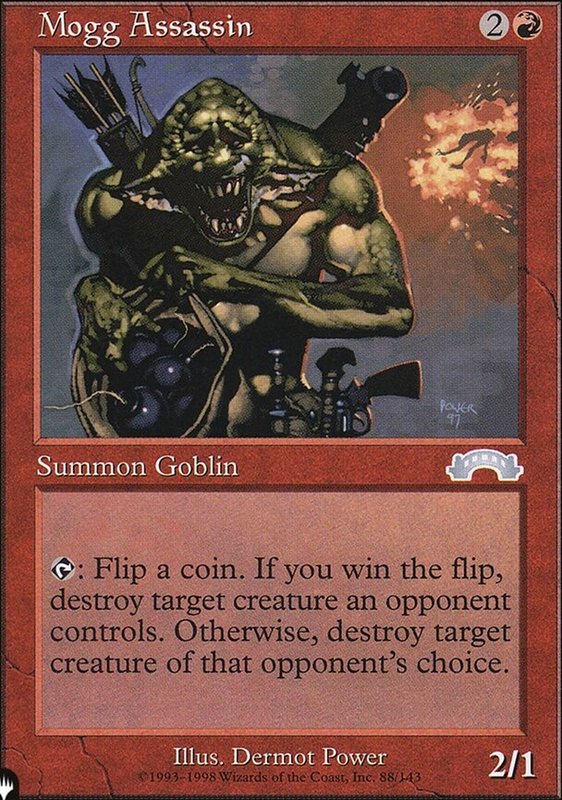 Mogg Assassin 2
POWER
97
Summon Goblin
: Flip a coin. If you win the flip,
destroy target creature an opponent
controls. Otherwise, destroy target
creature of that opponent's choice.
Illus. Dermot Power
©1993-1998 Wizards of the Coast, Inc. 88/143
2/1